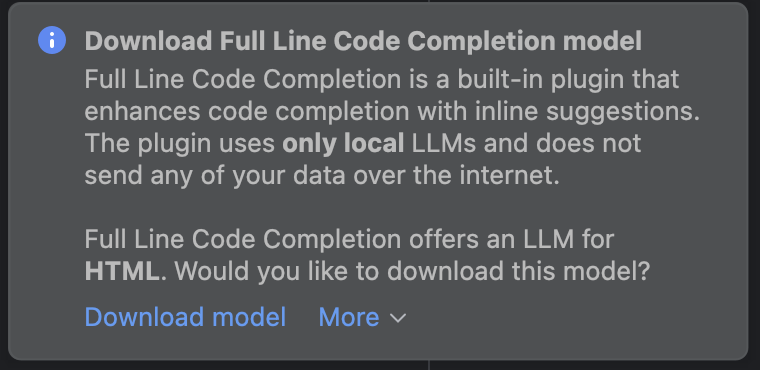 Download Full Line Code Completion model
Full Line Code Completion is a built-in plugin that
enhances code completion with inline suggestions.
The plugin uses only local LLMs and does not
send any of your data over the internet.
Full Line Code Completion offers an LLM for
HTML. Would you like to download this model?
Download model More